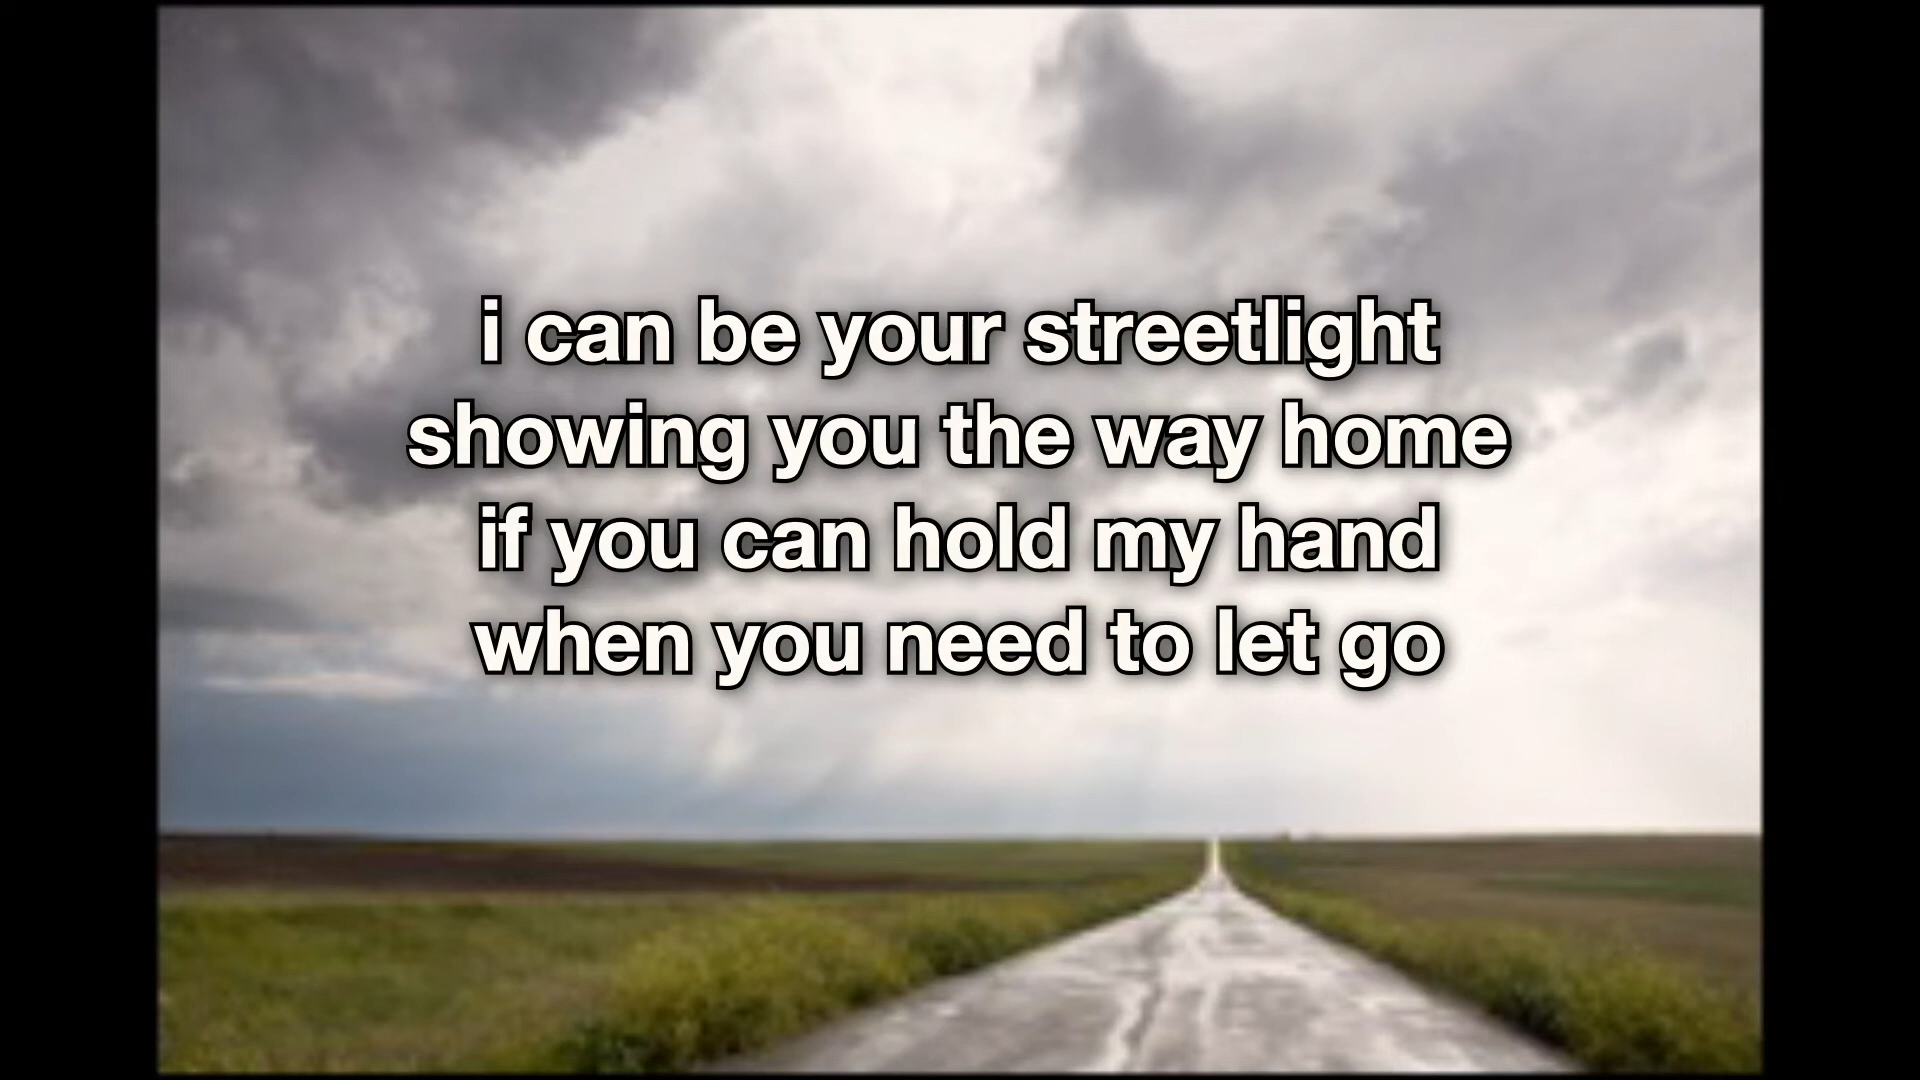 i can be your streetlight
showing you the way home
if you can hold my hand
when you need to let go